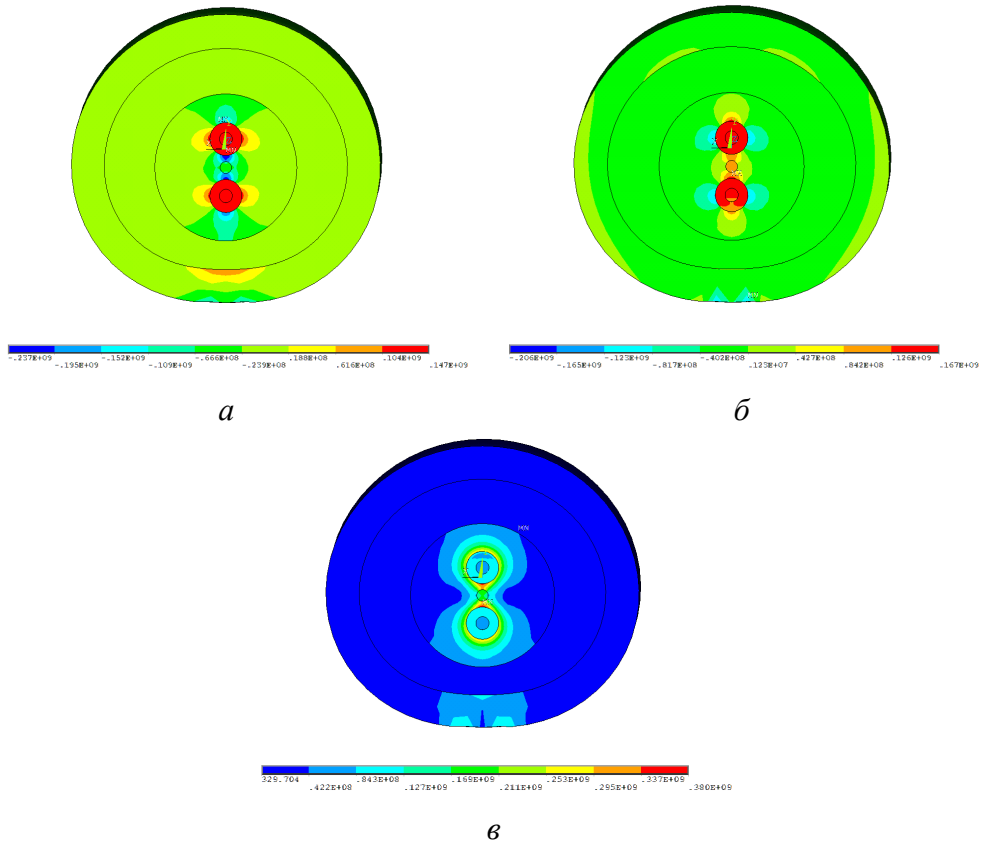 -.237E+09 -.152E+09 -.666E+08 .188E+08 .104E+09
-.195E+09 -.109E+09 -.239E+08 .616E+08 .147E+09
-.206E+09 -.123E+09 -.402E+08 .427E+08 .126E+09
-.165E+09 -.817E+08 .125E+07 .842E+08 .167E+09
а
б
MN
329.704 .843E+08 .169E+09 .253E+09 .337E+09
.422E+08 .127E+09 .211E+09 .295E+09 .380E+09
в